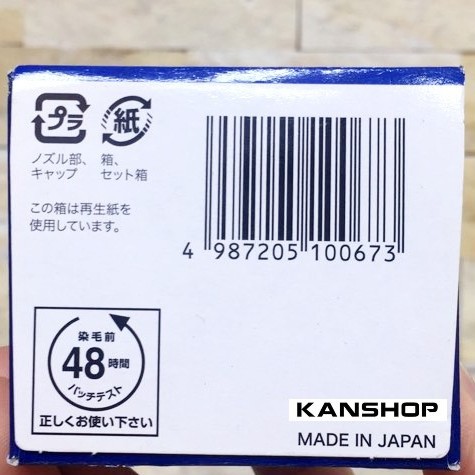 プラ
紙
ノズル部、 箱、
キャップ セット箱
この箱は再生紙を
使用しています。
4 987205 100673
染毛前
48時間
パッチテスト
正しくお使い下さい
KANSHOP
MADE IN JAPAN